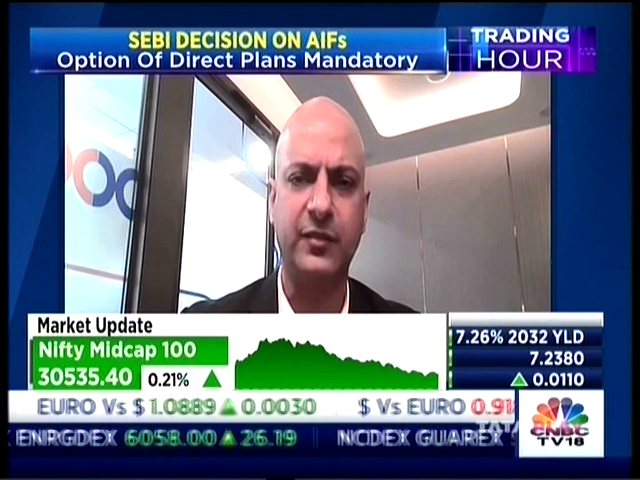 SEBI DECISION ON AIFs
Option Of Direct Plans Mandatory
TRADING
HOUR
Market Update
Nifty Midcap 100
30535.40 0.21%
7.26% 2032 YLD
7.2380
0.0110
EURO Vs $ 1.0889 0.0030 $ Vs EURO 0.91
ENRGDEX 6058.00 26.19 NCDEX GUAREX
CNBC
TV18